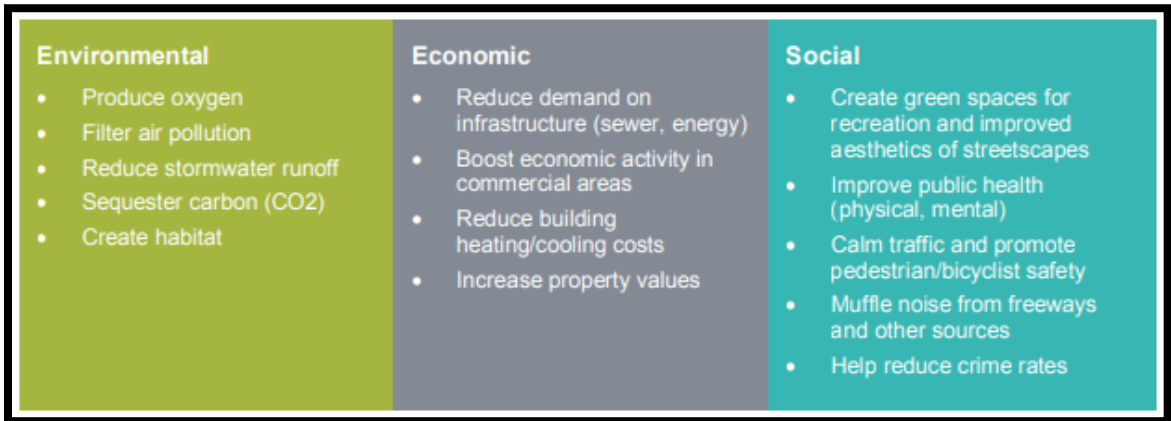 Environmental
• Produce oxygen
• Filter air pollution
• Reduce stormwater runoff
• Sequester carbon (CO2)
• Create habitat
Economic
• Reduce demand on
infrastructure (sewer, energy)
• Boost economic activity in
commercial areas
• Reduce building
heating/cooling costs
• Increase property values
Social
• Create green spaces for
recreation and improved
aesthetics of streetscapes
• Improve public health
(physical, mental)
• Calm traffic and promote
pedestrian/bicyclist safety
• Muffle noise from freeways
and other sources
• Help reduce crime rates